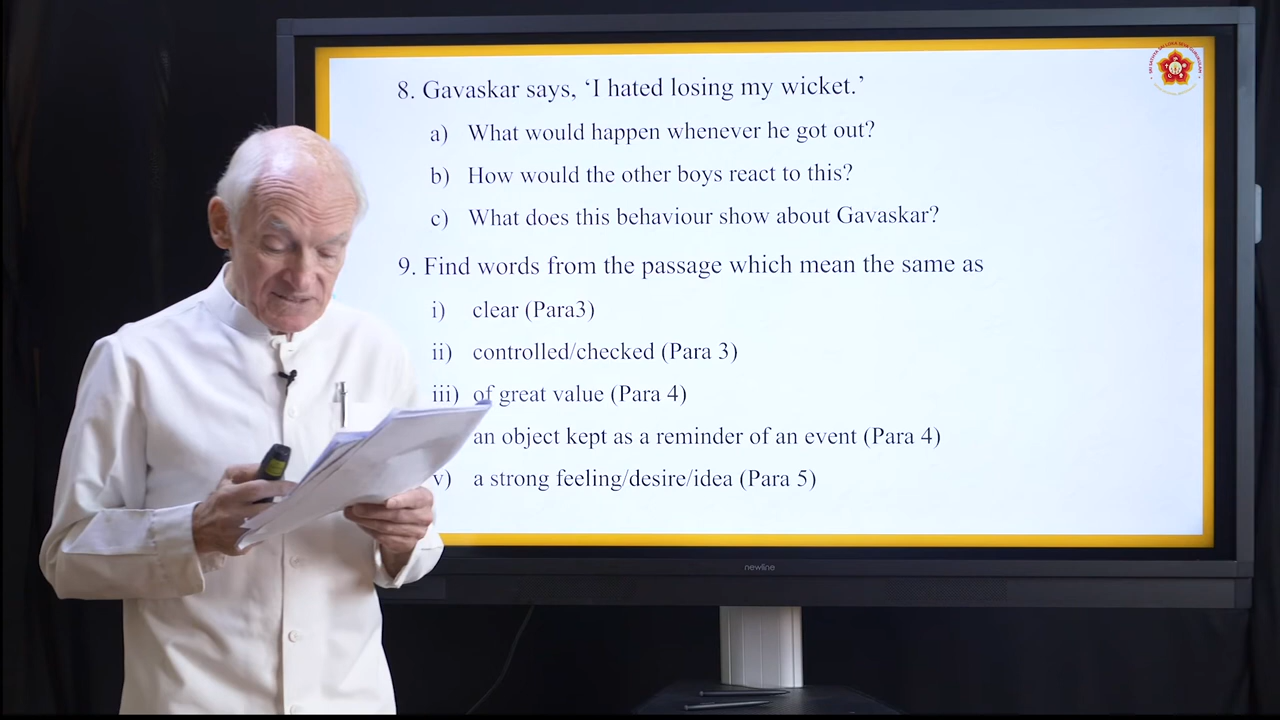 8. Gavaskar says, ‘I hated losing my wicket.’
a) What would happen whenever he got out?
b) How would the other boys react to this?
c) What does this behaviour show about Gavaskar?
9. Find words from the passage which mean the same as
i) clear (Para3)
ii) controlled/checked (Para 3)
iii) of great value (Para 4)
an object kept as a reminder of an event (Para 4)
v) a strong feeling/desire/idea (Para 5)
newline